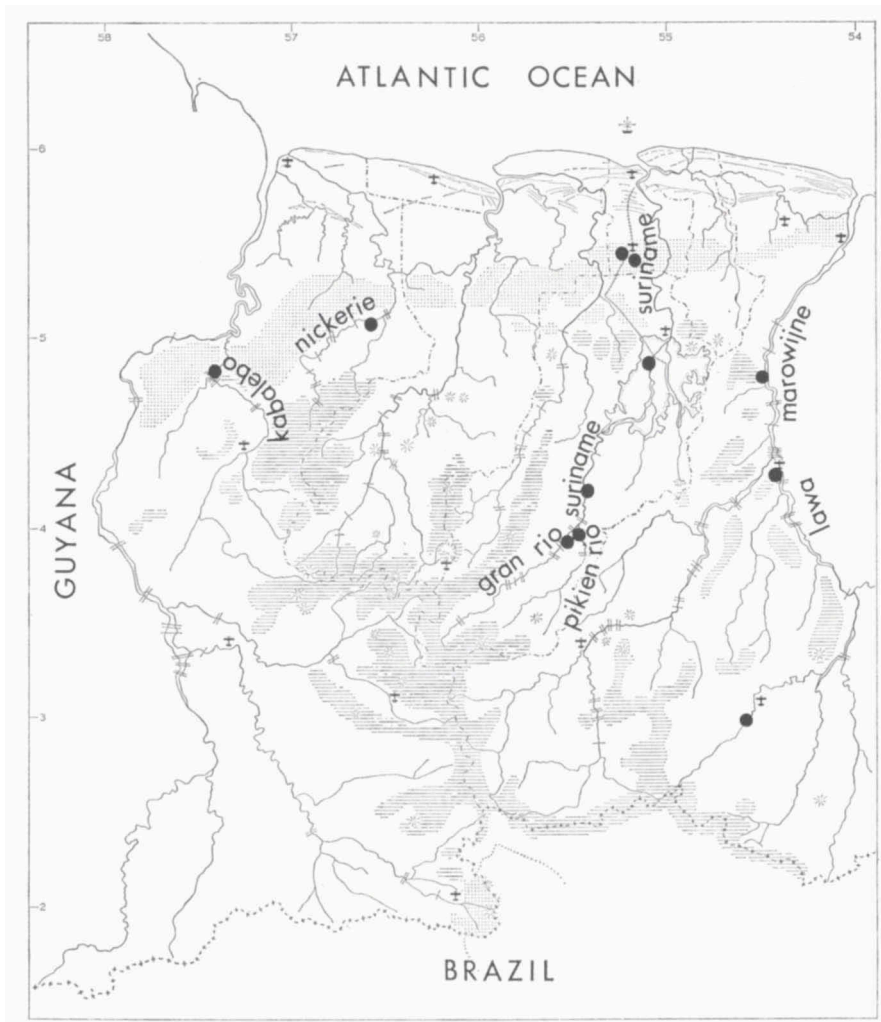 58 57 56 55 54
ATLANTIC OCEAN
6
suriname
nickerie
5
marowijne
kabalebo
suriname
GUYANA
lawa
4
gran rio
pikien rio
3
2
BRAZIL